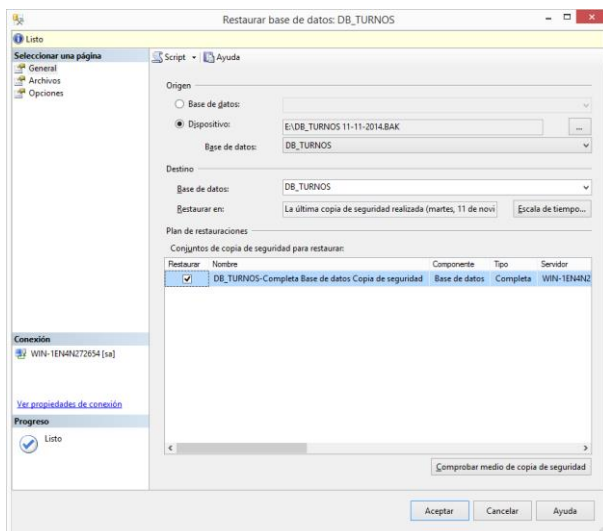 Restaurar base de datos: DB_TURNOS
Listo
Seleccionar una página
General
Archivos
Opciones
Script Ayuda
Origen
Base de datos:
Dispositivo: E:\DB_TURNOS 11-11-2014.BAK ...
Base de datos: DB_TURNOS
Destino
Base de datos: DB_TURNOS
Restaurar en: La última copia de seguridad realizada (martes, 11 de novi Escala de tiempo...
Plan de restauraciones
Conjuntos de copia de seguridad para restaurar:
Restaurar Nombre Componente Tipo Servidor
DB_TURNOS-Completa Base de datos Copia de seguridad Base de datos Completa WIN-1EN4N2
Conexión
WIN-1EN4N272654 [sa]
Ver propiedades de conexión
Progreso
Listo
Comprobar medio de copia de seguridad
Aceptar Cancelar Ayuda